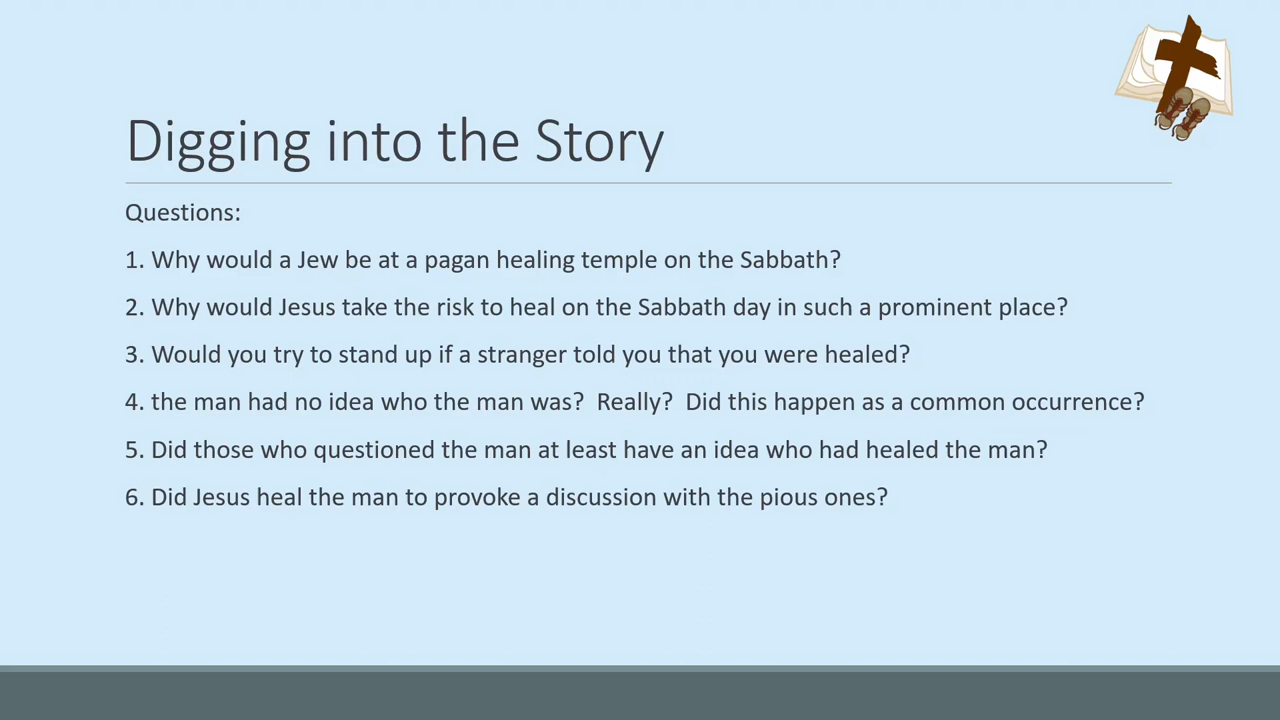 Digging into the Story
Questions:
1. Why would a Jew be at a pagan healing temple on the Sabbath?
2. Why would Jesus take the risk to heal on the Sabbath day in such a prominent place?
3. Would you try to stand up if a stranger told you that you were healed?
4. the man had no idea who the man was?  Really?  Did this happen as a common occurrence?
5. Did those who questioned the man at least have an idea who had healed the man?
6. Did Jesus heal the man to provoke a discussion with the pious ones?